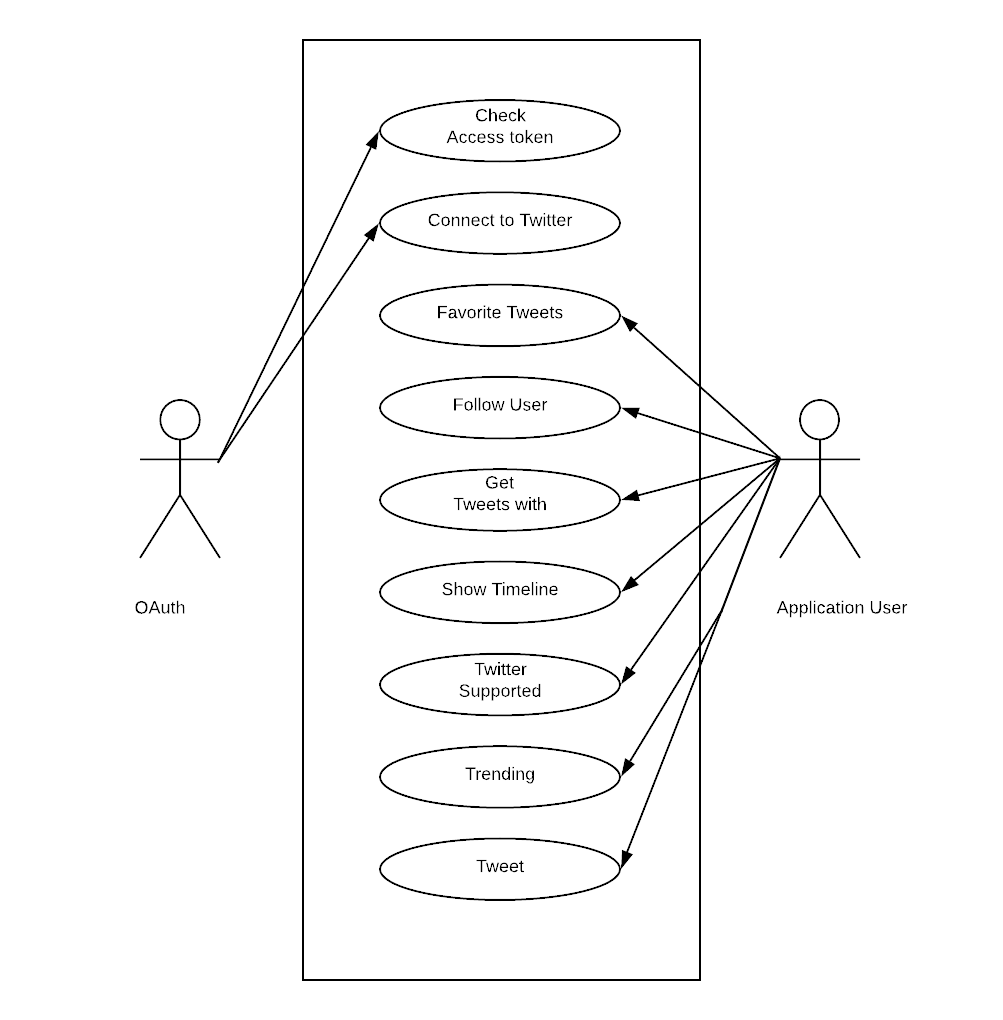 Check
Access token
Connect to Twitter
Favorite Tweets
Follow User
Get
Tweets with
Show Timeline
Twitter
Supported
Trending
Tweet
OAuth
Application User